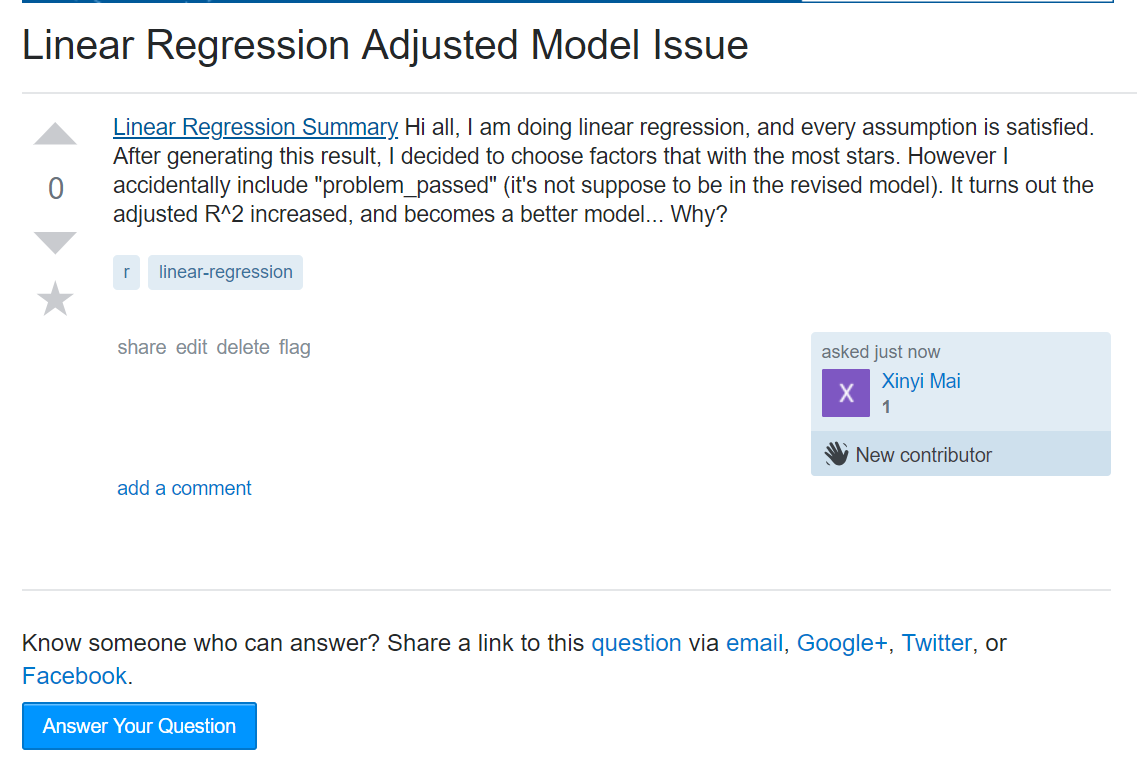 Linear Regression Adjusted Model Issue
0
Linear Regression Summary Hi all, I am doing linear regression, and every assumption is satisfied.
After generating this result, I decided to choose factors that with the most stars. However I
accidentally include "problem_passed" (it's not suppose to be in the revised model). It turns out the
adjusted R^2 increased, and becomes a better model... Why?
r linear-regression
share edit delete flag
asked just now
X
Xinyi Mai
1
New contributor
add a comment
Know someone who can answer? Share a link to this question via email, Google+, Twitter, or
Facebook.
Answer Your Question